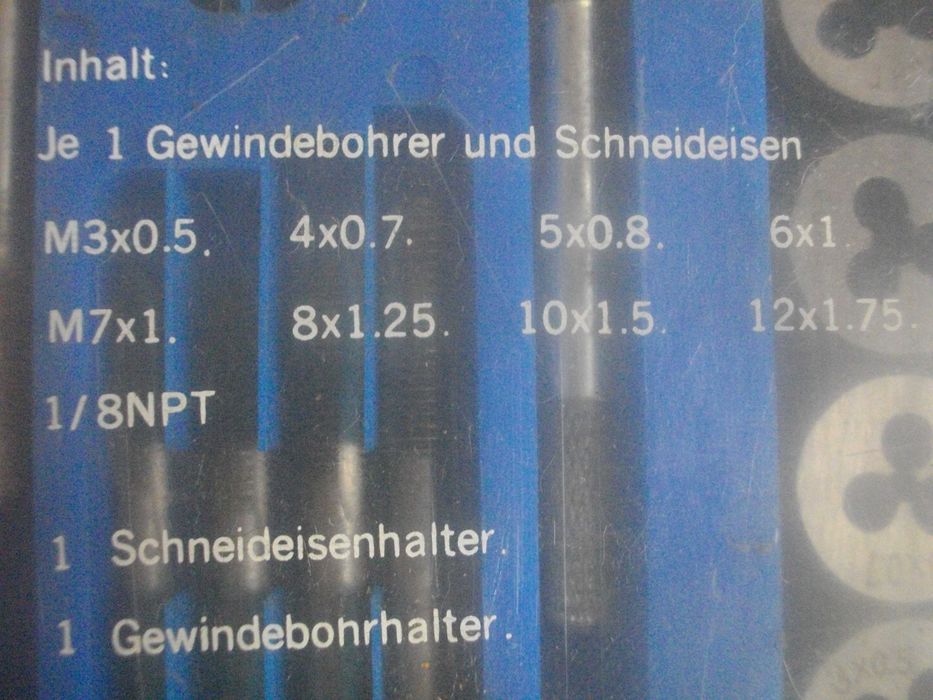 Inhalt:
Je 1 Gewindebohrer und Schneideisen
M3x0.5. 4x0.7. 5x0.8. 6x1.
M7x1. 8x1.25. 10x1.5. 12x1.75.
1/8NPT
1 Schneideisenhalter.
1 Gewindebohrhalter.